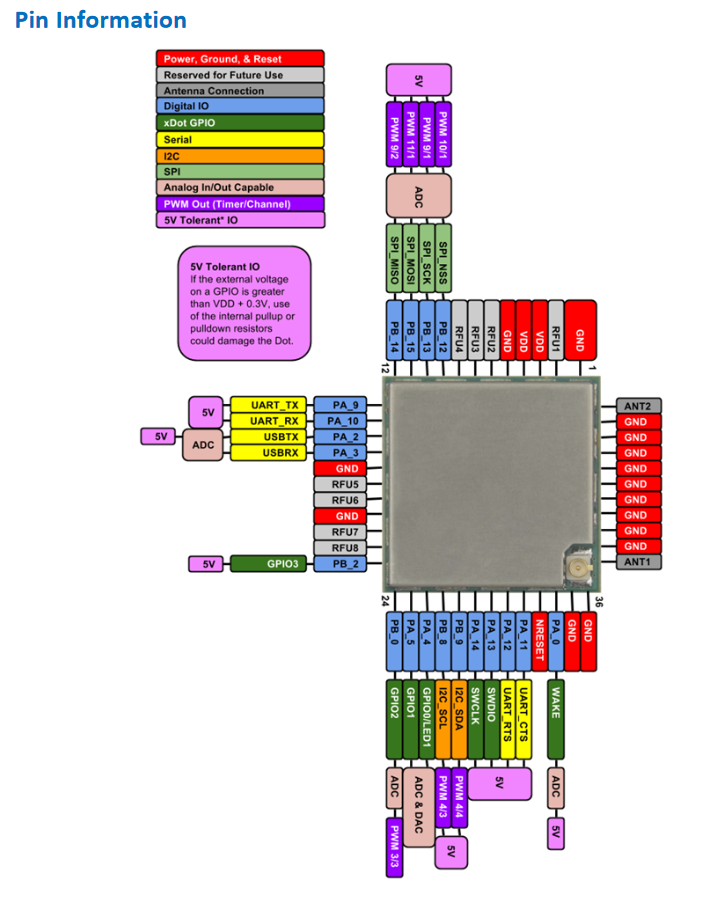 Pin Information
Power, Ground, & Reset
Reserved for Future Use
Antenna Connection
Digital IO
xDot GPIO
Serial
I2C
SPI
Analog In/Out Capable
PWM Out (Timer/Channel)
5V Tolerant* IO
5V Tolerant IO
If the external voltage
on a GPIO is greater
than VDD + 0.3V, use
of the internal pullup or
pulldown resistors
could damage the Dot.
5V
PWM 9/2
PWM 11/1
PWM 9/1
PWM 10/1
ADC
SPI_MISO
SPI_MOSI
SPI_SCK
SPI_NSS
PB_14
PB_15
PB_13
PB_12
RFU4
RFU3
RFU2
GND
VDD
VDD
RFU1
GND
12
1
5V
UART_TX
PA_9
UART_RX
PA_10
5V
ADC
USBTX
PA_2
USBRX
PA_3
GND
RFU5
RFU6
GND
RFU7
RFU8
5V
GPIO3
PB_2
ANT2
GND
GND
GND
GND
GND
GND
GND
GND
GND
ANT1
24
36
PB_0
PA_5
PA_4
PB_8
PB_9
PA_14
PA_13
PA_12
PA_11
NRESET
PA_0
GND
GND
GPIO2
GPIO1
GPIO0/LED1
I2C_SCL
I2C_SDA
SWCLK
SWDIO
UART_RTS
UART_CTS
WAKE
ADC
ADC & DAC
PWM 4/3
PWM 4/4
5V
ADC
PWM 3/3
5V
5V